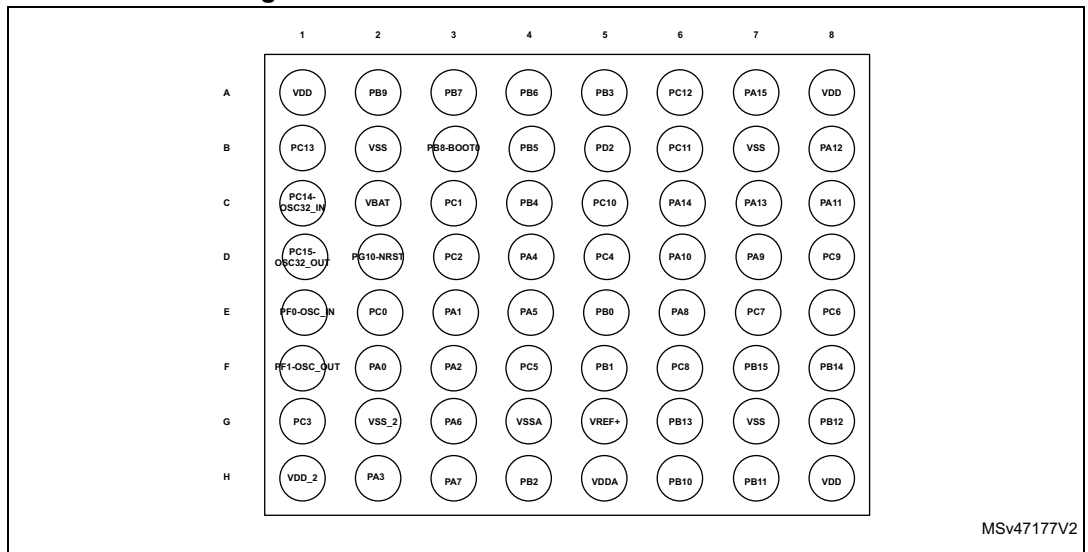 1 2 3 4 5 6 7 8
A VDD PB9 PB7 PB6 PB3 PC12 PA15 VDD
B PC13 VSS PB8-BOOT0 PB5 PD2 PC11 VSS PA12
C PC14-OSC32_IN VBAT PC1 PB4 PC10 PA14 PA13 PA11
D PC15-OSC32_OUT PG10-NRST PC2 PA4 PC4 PA10 PA9 PC9
E PF0-OSC_IN PC0 PA1 PA5 PB0 PA8 PC7 PC6
F PF1-OSC_OUT PA0 PA2 PC5 PB1 PC8 PB15 PB14
G PC3 VSS_2 PA6 VSSA VREF+ PB13 VSS PB12
H VDD_2 PA3 PA7 PB2 VDDA PB10 PB11 VDD
MSv47177V2